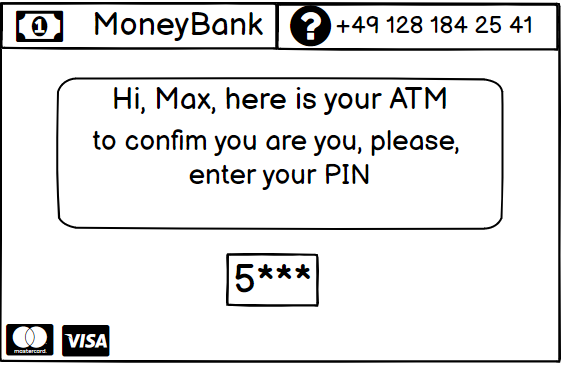 1 MoneyBank ? +49 128 184 25 41
Hi, Max, here is your ATM
to confim you are you, please,
enter your PIN
5***
mastercard. VISA